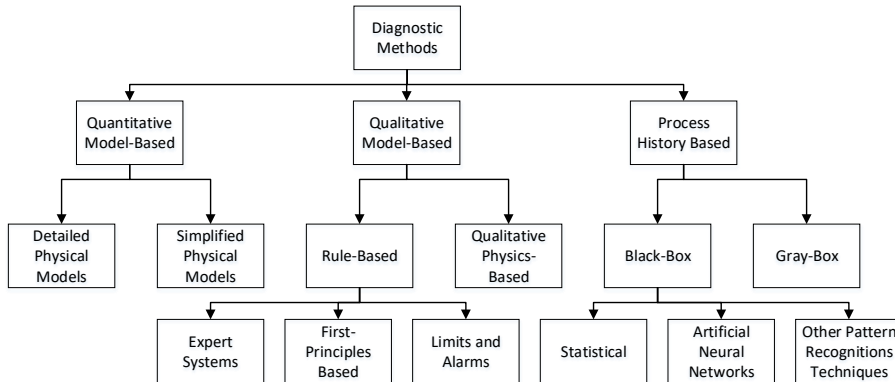 Diagnostic
Methods
Quantitative
Model-Based
Qualitative
Model-Based
Process
History Based
Detailed
Physical
Models
Simplified
Physical
Models
Rule-Based
Qualitative
Physics-
Based
Black-Box
Gray-Box
Expert
Systems
First-
Principles
Based
Limits and
Alarms
Statistical
Artificial
Neural
Networks
Other Pattern
Recognitions
Techniques